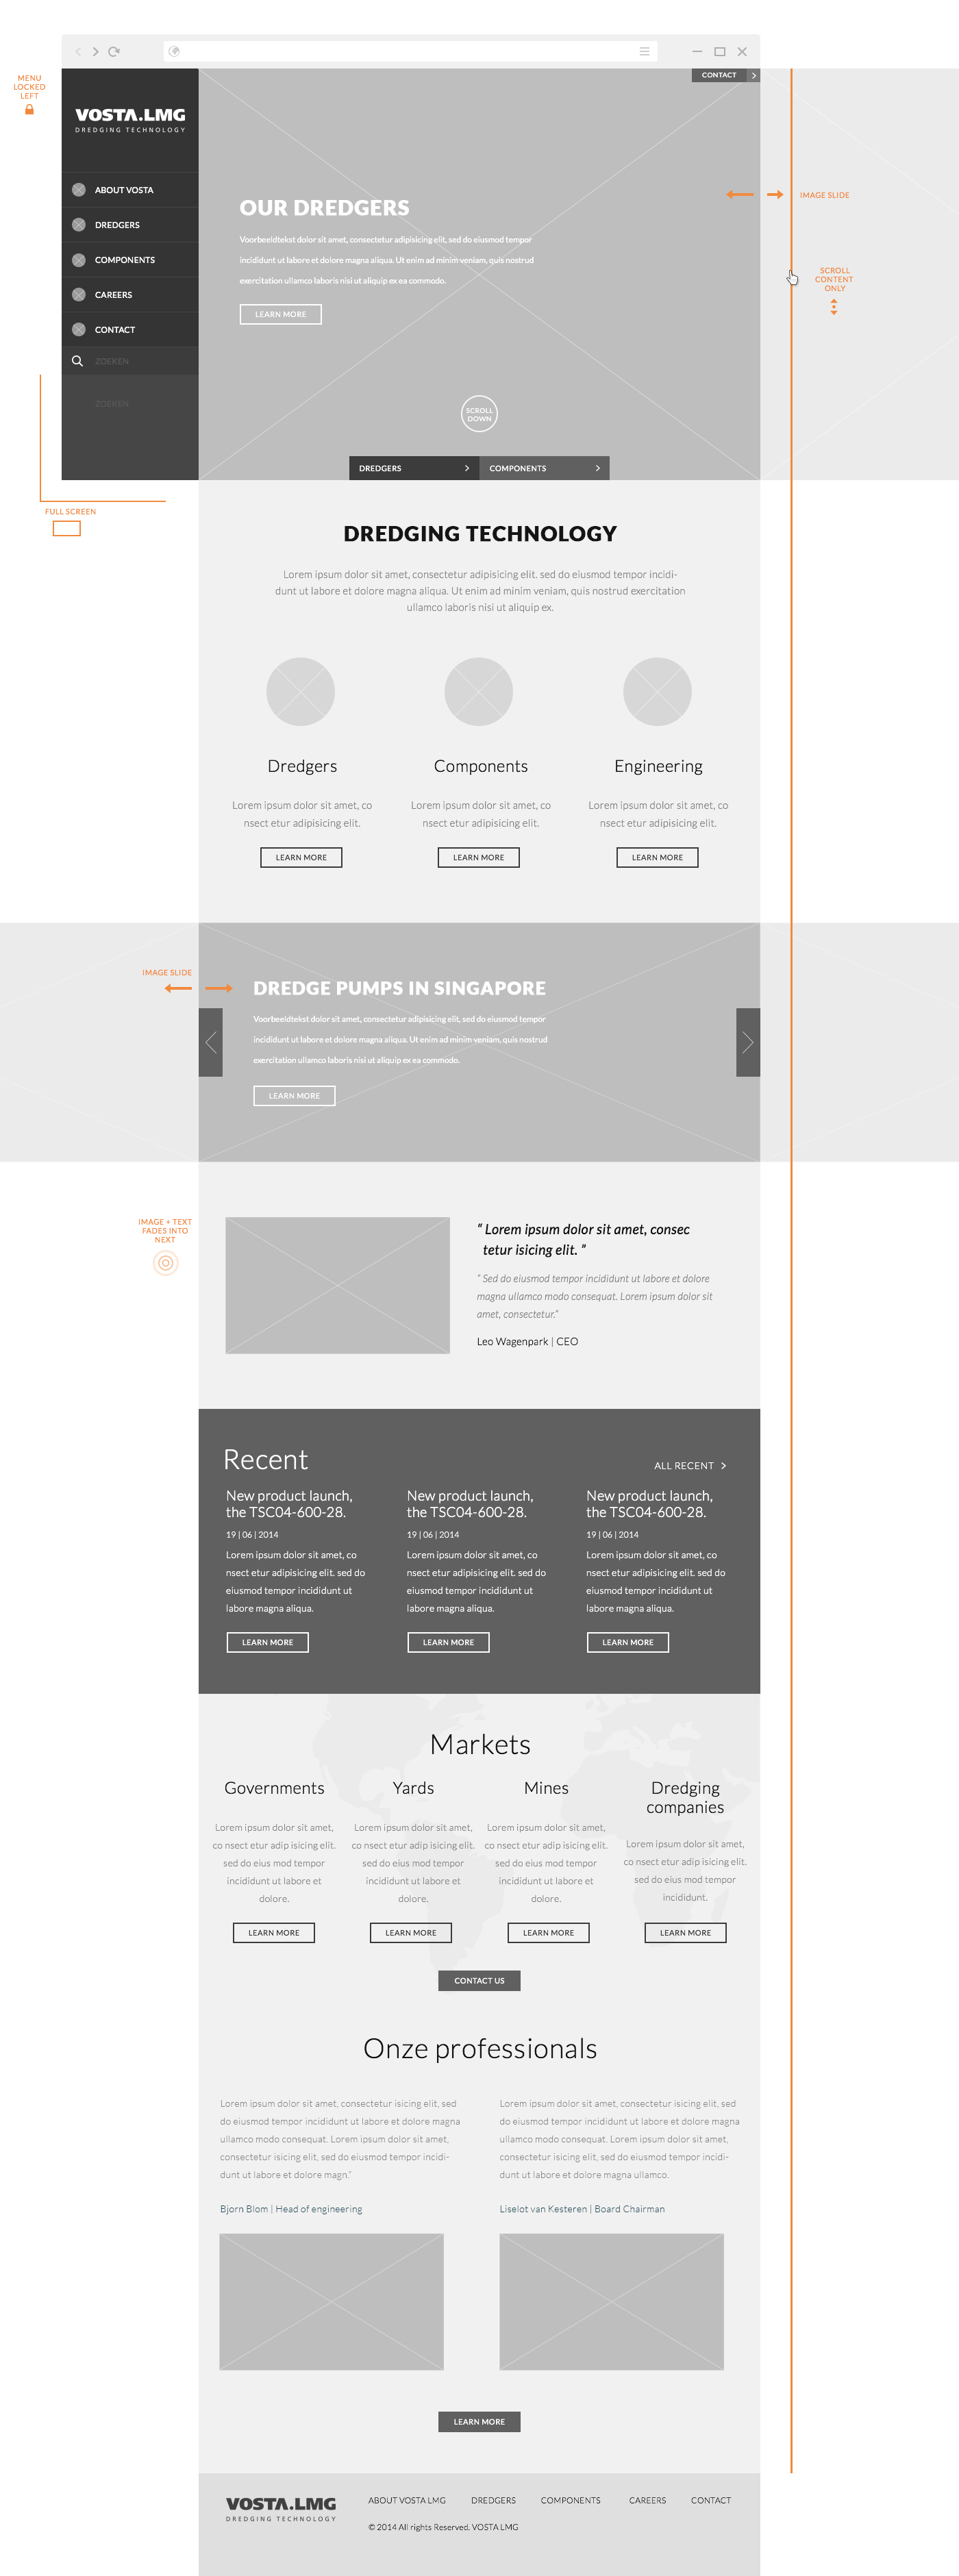 MENU
LOCKED
LEFT
VOSTA.LMG
DREDGING TECHNOLOGY
ABOUT VOSTA
DREDGERS
COMPONENTS
CAREERS
CONTACT
ZOEKEN
ZOEKEN
FULL SCREEN
CONTACT
OUR DREDGERS
Voorbeeldtekst dolor sit amet, consectetur adipisicing elit, sed do eiusmod tempor
incididunt ut labore et dolore magna aliqua. Ut enim ad minim veniam, quis nostrud
exercitation ullamco laboris nisi ut aliquip ex ea commodo.
LEARN MORE
SCROLL
DOWN
DREDGERS
COMPONENTS
IMAGE SLIDE
SCROLL
CONTENT
ONLY
DREDGING TECHNOLOGY
Lorem ipsum dolor sit amet, consectetur adipisicing elit. sed do eiusmod tempor incidi-
dunt ut labore et dolore magna aliqua. Ut enim ad minim veniam, quis nostrud exercitation
ullamco laboris nisi ut aliquip ex.
Dredgers
Lorem ipsum dolor sit amet, co
nsect etur adipisicing elit.
LEARN MORE
Components
Lorem ipsum dolor sit amet, co
nsect etur adipisicing elit.
LEARN MORE
Engineering
Lorem ipsum dolor sit amet, co
nsect etur adipisicing elit.
LEARN MORE
IMAGE SLIDE
DREDGE PUMPS IN SINGAPORE
Voorbeeldtekst dolor sit amet, consectetur adipisicing elit, sed do eiusmod tempor
incididunt ut labore et dolore magna aliqua. Ut enim ad minim veniam, quis nostrud
exercitation ullamco laboris nisi ut aliquip ex ea commodo.
LEARN MORE
IMAGE + TEXT
FADES INTO
NEXT
“ Lorem ipsum dolor sit amet, consec
tetur isicing elit. ”
“ Sed do eiusmod tempor incididunt ut labore et dolore
magna ullamco modo consequat. Lorem ipsum dolor sit
amet, consectetur.”
Leo Wagenpark | CEO
Recent
ALL RECENT
New product launch,
the TSC04-600-28.
19 | 06 | 2014
Lorem ipsum dolor sit amet, co
nsect etur adipisicing elit. sed do
eiusmod tempor incididunt ut
labore magna aliqua.
LEARN MORE
New product launch,
the TSC04-600-28.
19 | 06 | 2014
Lorem ipsum dolor sit amet, co
nsect etur adipisicing elit. sed do
eiusmod tempor incididunt ut
labore magna aliqua.
LEARN MORE
New product launch,
the TSC04-600-28.
19 | 06 | 2014
Lorem ipsum dolor sit amet, co
nsect etur adipisicing elit. sed do
eiusmod tempor incididunt ut
labore magna aliqua.
LEARN MORE
Markets
Governments
Lorem ipsum dolor sit amet,
co nsect etur adip isicing elit.
sed do eius mod tempor
incididunt ut labore et
dolore.
LEARN MORE
Yards
Lorem ipsum dolor sit amet,
co nsect etur adip isicing elit.
sed do eius mod tempor
incididunt ut labore et
dolore.
LEARN MORE
Mines
Lorem ipsum dolor sit amet,
co nsect etur adip isicing elit.
sed do eius mod tempor
incididunt ut labore et
dolore.
LEARN MORE
Dredging
companies
Lorem ipsum dolor sit amet,
co nsect etur adip isicing elit.
sed do eius mod tempor
incididunt.
LEARN MORE
CONTACT US
Onze professionals
Lorem ipsum dolor sit amet, consectetur isicing elit, sed
do eiusmod tempor incididunt ut labore et dolore magna
ullamco modo consequat. Lorem ipsum dolor sit amet,
consectetur isicing elit, sed do eiusmod tempor incidi-
dunt ut labore et dolore magn.”
Bjorn Blom | Head of engineering
Lorem ipsum dolor sit amet, consectetur isicing elit, sed
do eiusmod tempor incididunt ut labore et dolore magna
ullamco modo consequat. Lorem ipsum dolor sit amet,
consectetur isicing elit, sed do eiusmod tempor incidi-
dunt ut labore et dolore magna ullamco.
Liselot van Kesteren | Board Chairman
LEARN MORE
VOSTA.LMG
DREDGING TECHNOLOGY
ABOUT VOSTA LMG
DREDGERS
COMPONENTS
CAREERS
CONTACT
© 2014 All rights Reserved. VOSTA LMG